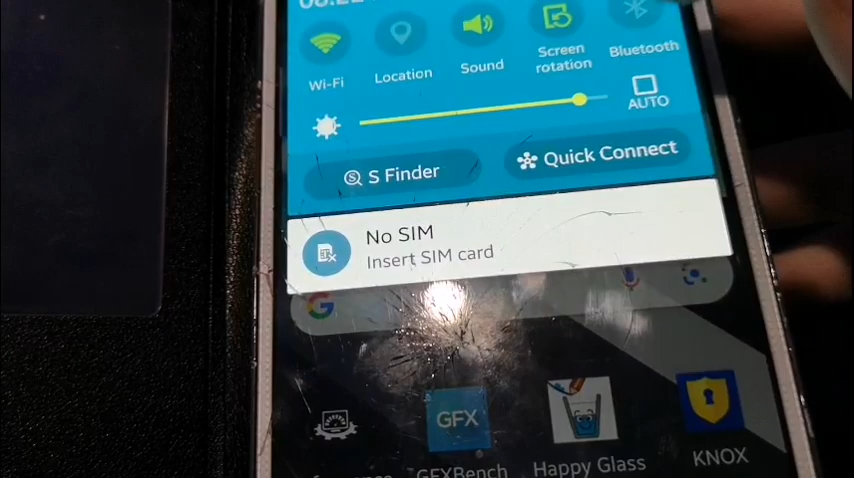 Wi-Fi
Location
Sound
Screen
rotation
Bluetooth
AUTO
S Finder
Quick Connect
No SIM
Insert SIM card
G
GFX
GFXBench
Happy Glass
KNOX